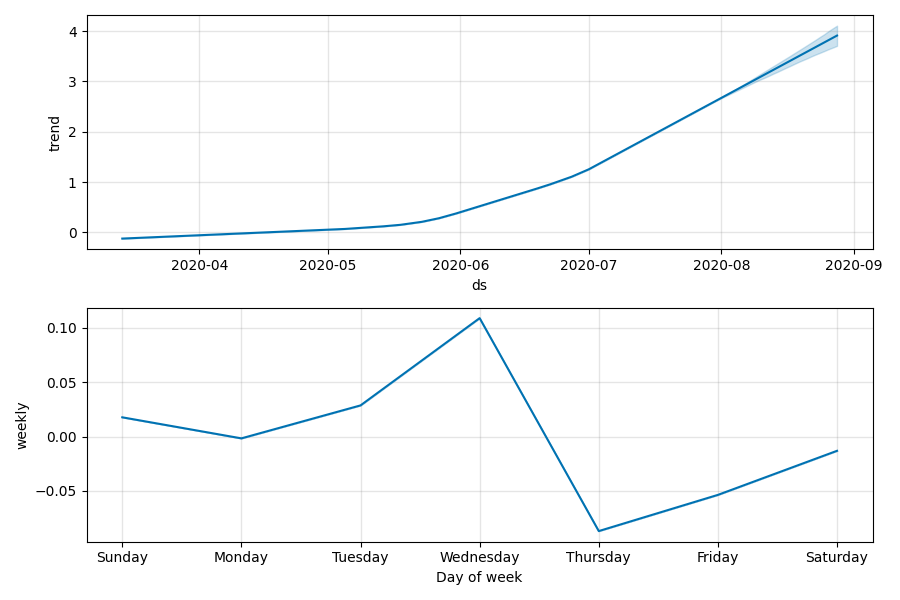 4
3
2
1
0
trend
2020-04 2020-05 2020-06 2020-07 2020-08 2020-09
ds
0.10
0.05
0.00
−0.05
weekly
Sunday Monday Tuesday Wednesday Thursday Friday Saturday
Day of week